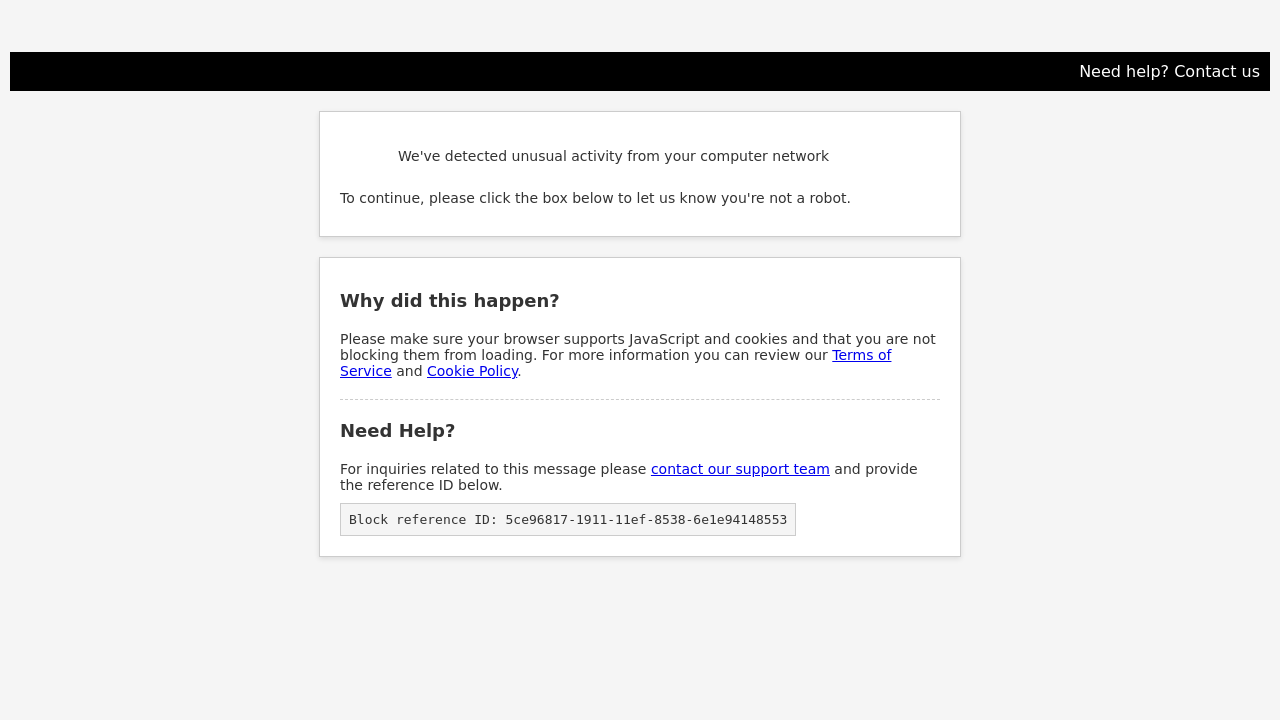 Need help? Contact us
We've detected unusual activity from your computer network
To continue, please click the box below to let us know you're not a robot.
Why did this happen?
Please make sure your browser supports JavaScript and cookies and that you are not
blocking them from loading. For more information you can review our Terms of
Service and Cookie Policy.
Need Help?
For inquiries related to this message please contact our support team and provide
the reference ID below.
Block reference ID: 5ce96817-1911-11ef-8538-6e1e94148553